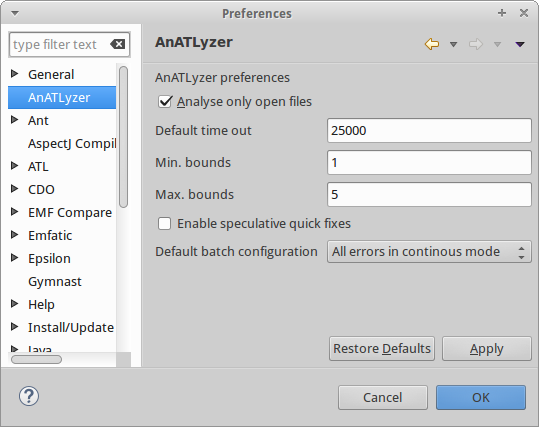 Preferences
type filter text
General
AnATLyzer
Ant
AspectJ Compil
ATL
CDO
EMF Compare
Emfatic
Epsilon
Gymnast
Help
Install/Update
Java
AnATLyzer
AnATLyzer preferences
Analyse only open files
Default time out 25000
Min. bounds 1
Max. bounds 5
Enable speculative quick fixes
Default batch configuration All errors in continous mode
Restore Defaults Apply
? Cancel OK